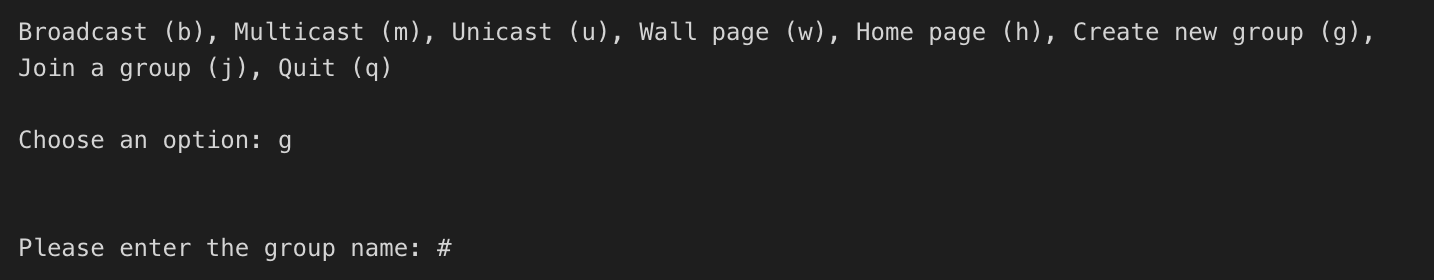 Broadcast (b), Multicast (m), Unicast (u), Wall page (w), Home page (h), Create new group (g),
Join a group (j), Quit (q)
Choose an option: g
Please enter the group name: #